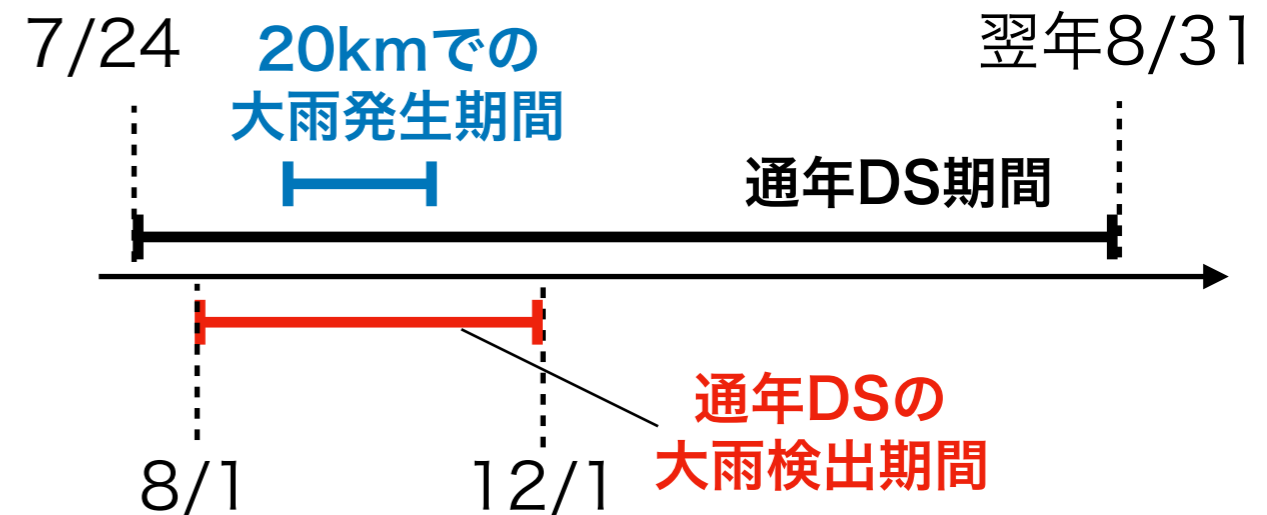 7/24
20kmでの
大雨発生期間
翌年8/31
通年DS期間
通年DSの
大雨検出期間
8/1
12/1